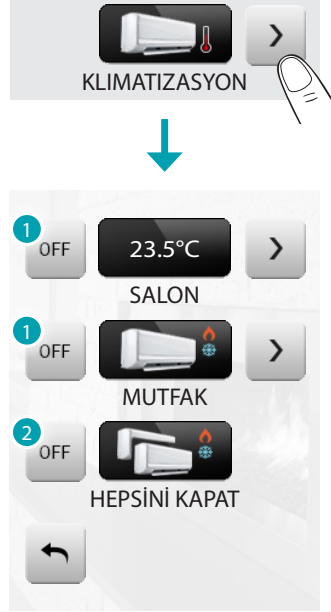 KLIMATIZASYON
1
OFF 23.5°C
SALON
1
OFF
MUTFAK
2
OFF
HEPSİNİ KAPAT